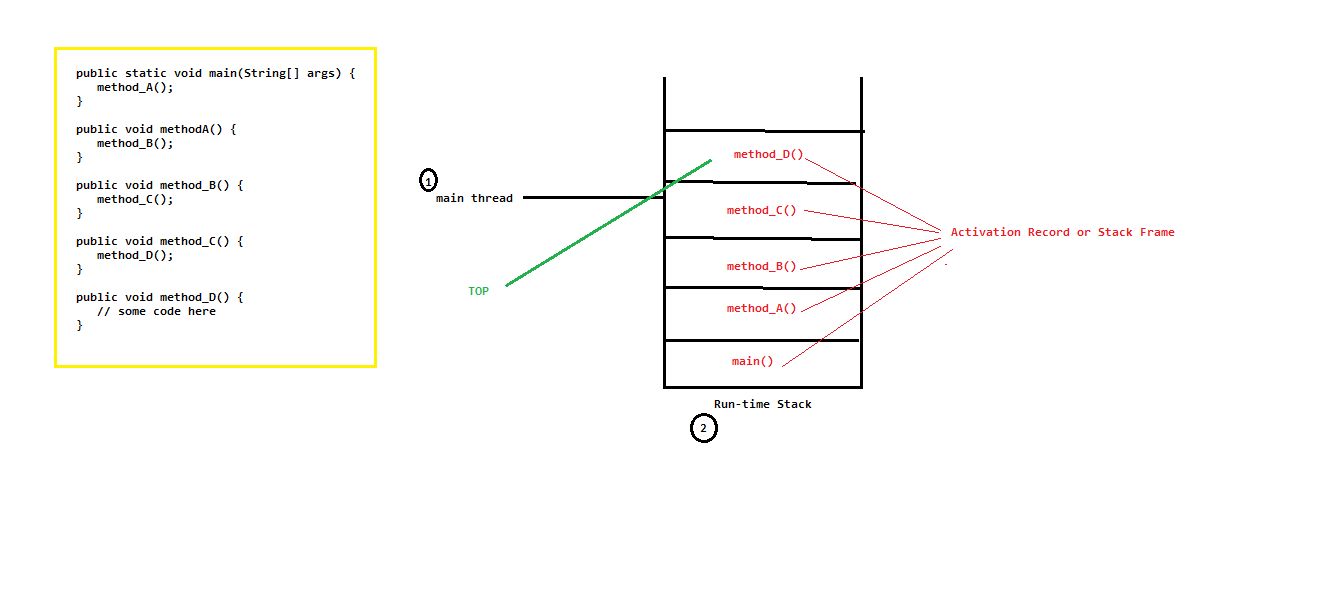 public static void main(String[] args) {
method_A();
}
public void methodA() {
method_B();
}
public void method_B() {
method_C();
}
public void method_C() {
method_D();
}
public void method_D() {
// some code here
}
1
main thread
TOP
method_D()
method_C()
method_B()
method_A()
main()
Activation Record or Stack Frame
Run-time Stack
2